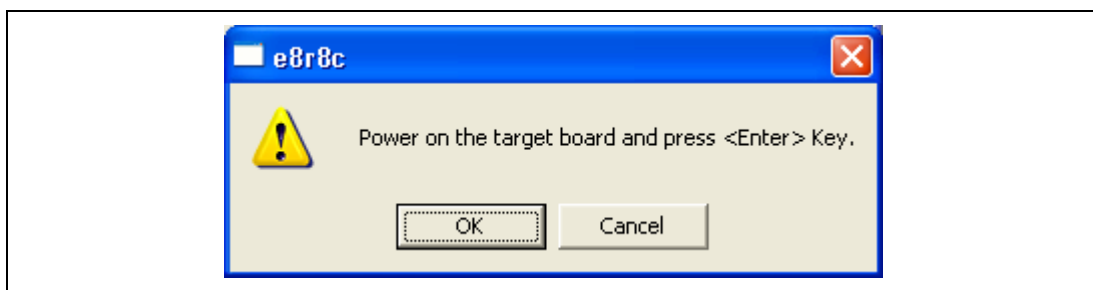 e8r8c
Power on the target board and press <Enter> Key.
OK
Cancel